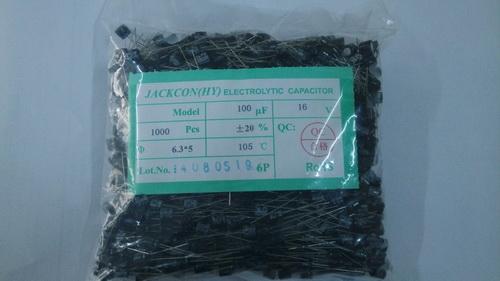 JACKCON(HY) ELECTROLYTIC CAPACITOR
Model 100 µF 16 V
1000 Pcs ±20 % QC:
Φ 6.3*5 105 ℃
Lot.No. 14080519 6P RoHS